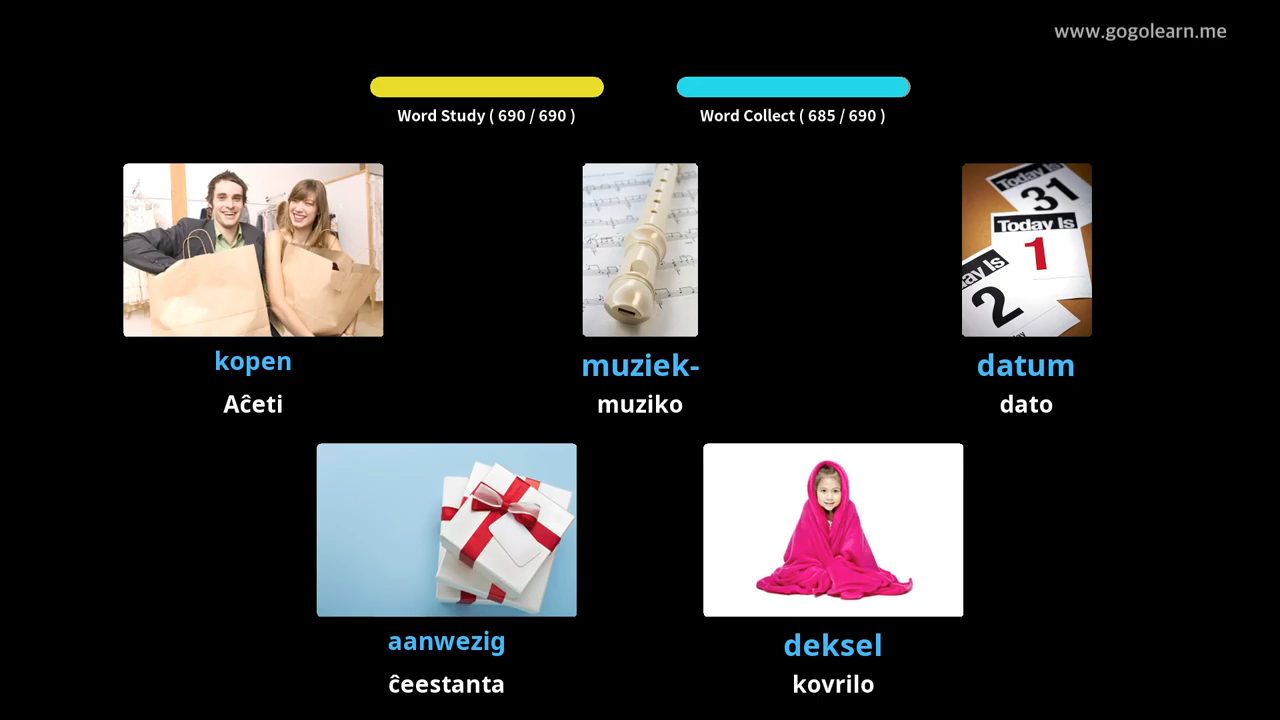 www.gogolearn.me
Word Study ( 690 / 690 )
Word Collect ( 685 / 690 )
Today Is
31
Today Is
1
ay Is
2
kopen
Aĉeti
muziek-
muziko
datum
dato
aanwezig
ĉeestanta
deksel
kovrilo